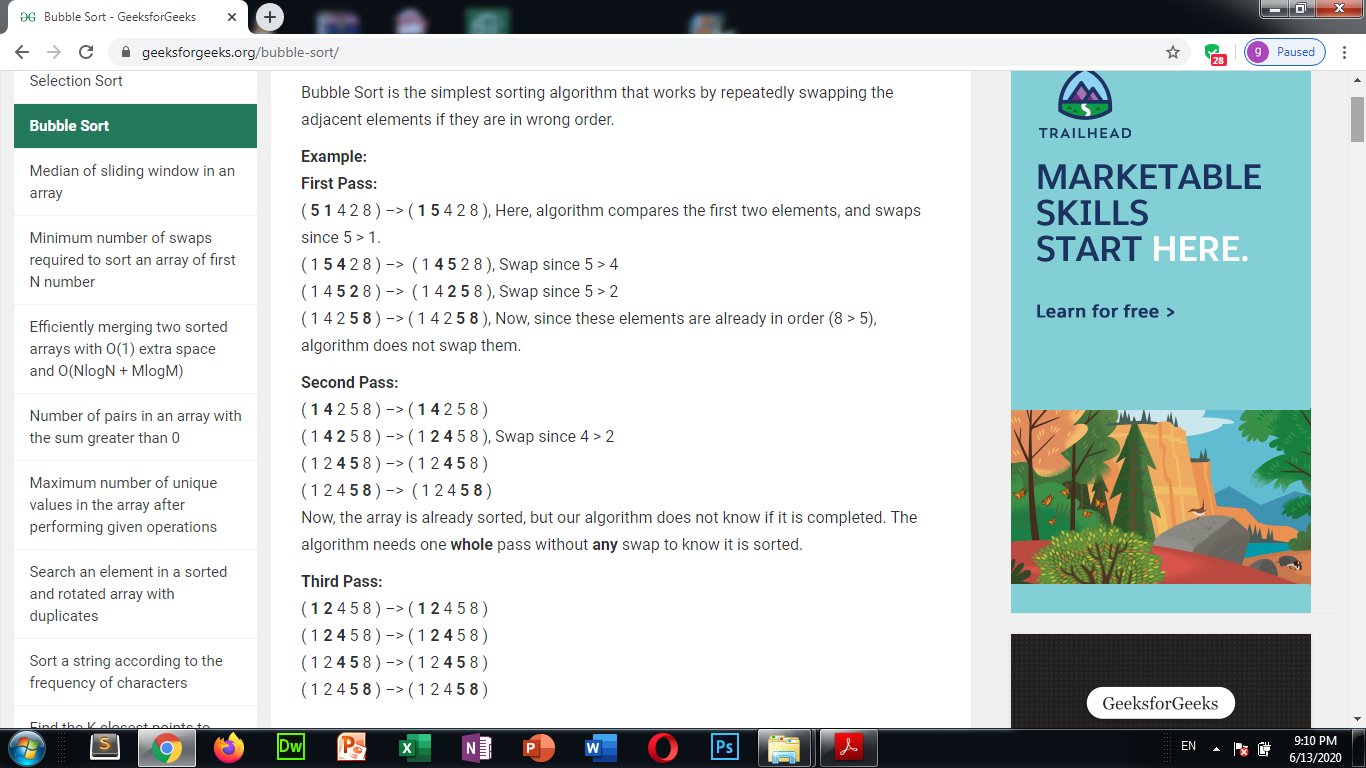 Bubble Sort - GeeksforGeeks
geeksforgeeks.org/bubble-sort/
28
g
Paused
Selection Sort
Bubble Sort
Median of sliding window in an
array
Minimum number of swaps
required to sort an array of first
N number
Efficiently merging two sorted
arrays with O(1) extra space
and O(NlogN + MlogM)
Number of pairs in an array with
the sum greater than 0
Maximum number of unique
values in the array after
performing given operations
Search an element in a sorted
and rotated array with
duplicates
Sort a string according to the
frequency of characters
Find the K closest points to
Bubble Sort is the simplest sorting algorithm that works by repeatedly swapping the
adjacent elements if they are in wrong order.
Example:
First Pass:
( 5 1 4 2 8 ) –> ( 1 5 4 2 8 ), Here, algorithm compares the first two elements, and swaps
since 5 > 1.
( 1 5 4 2 8 ) –>  ( 1 4 5 2 8 ), Swap since 5 > 4
( 1 4 5 2 8 ) –>  ( 1 4 2 5 8 ), Swap since 5 > 2
( 1 4 2 5 8 ) –> ( 1 4 2 5 8 ), Now, since these elements are already in order (8 > 5),
algorithm does not swap them.
Second Pass:
( 1 4 2 5 8 ) –> ( 1 4 2 5 8 )
( 1 4 2 5 8 ) –> ( 1 2 4 5 8 ), Swap since 4 > 2
( 1 2 4 5 8 ) –> ( 1 2 4 5 8 )
( 1 2 4 5 8 ) –>  ( 1 2 4 5 8 )
Now, the array is already sorted, but our algorithm does not know if it is completed. The
algorithm needs one whole pass without any swap to know it is sorted.
Third Pass:
( 1 2 4 5 8 ) –> ( 1 2 4 5 8 )
( 1 2 4 5 8 ) –> ( 1 2 4 5 8 )
( 1 2 4 5 8 ) –> ( 1 2 4 5 8 )
( 1 2 4 5 8 ) –> ( 1 2 4 5 8 )
TRAILHEAD
MARKETABLE
SKILLS
START HERE.
Learn for free >
GeeksforGeeks
S
Dw
P
X
N
P
W
Ps
EN
9:10 PM
6/13/2020